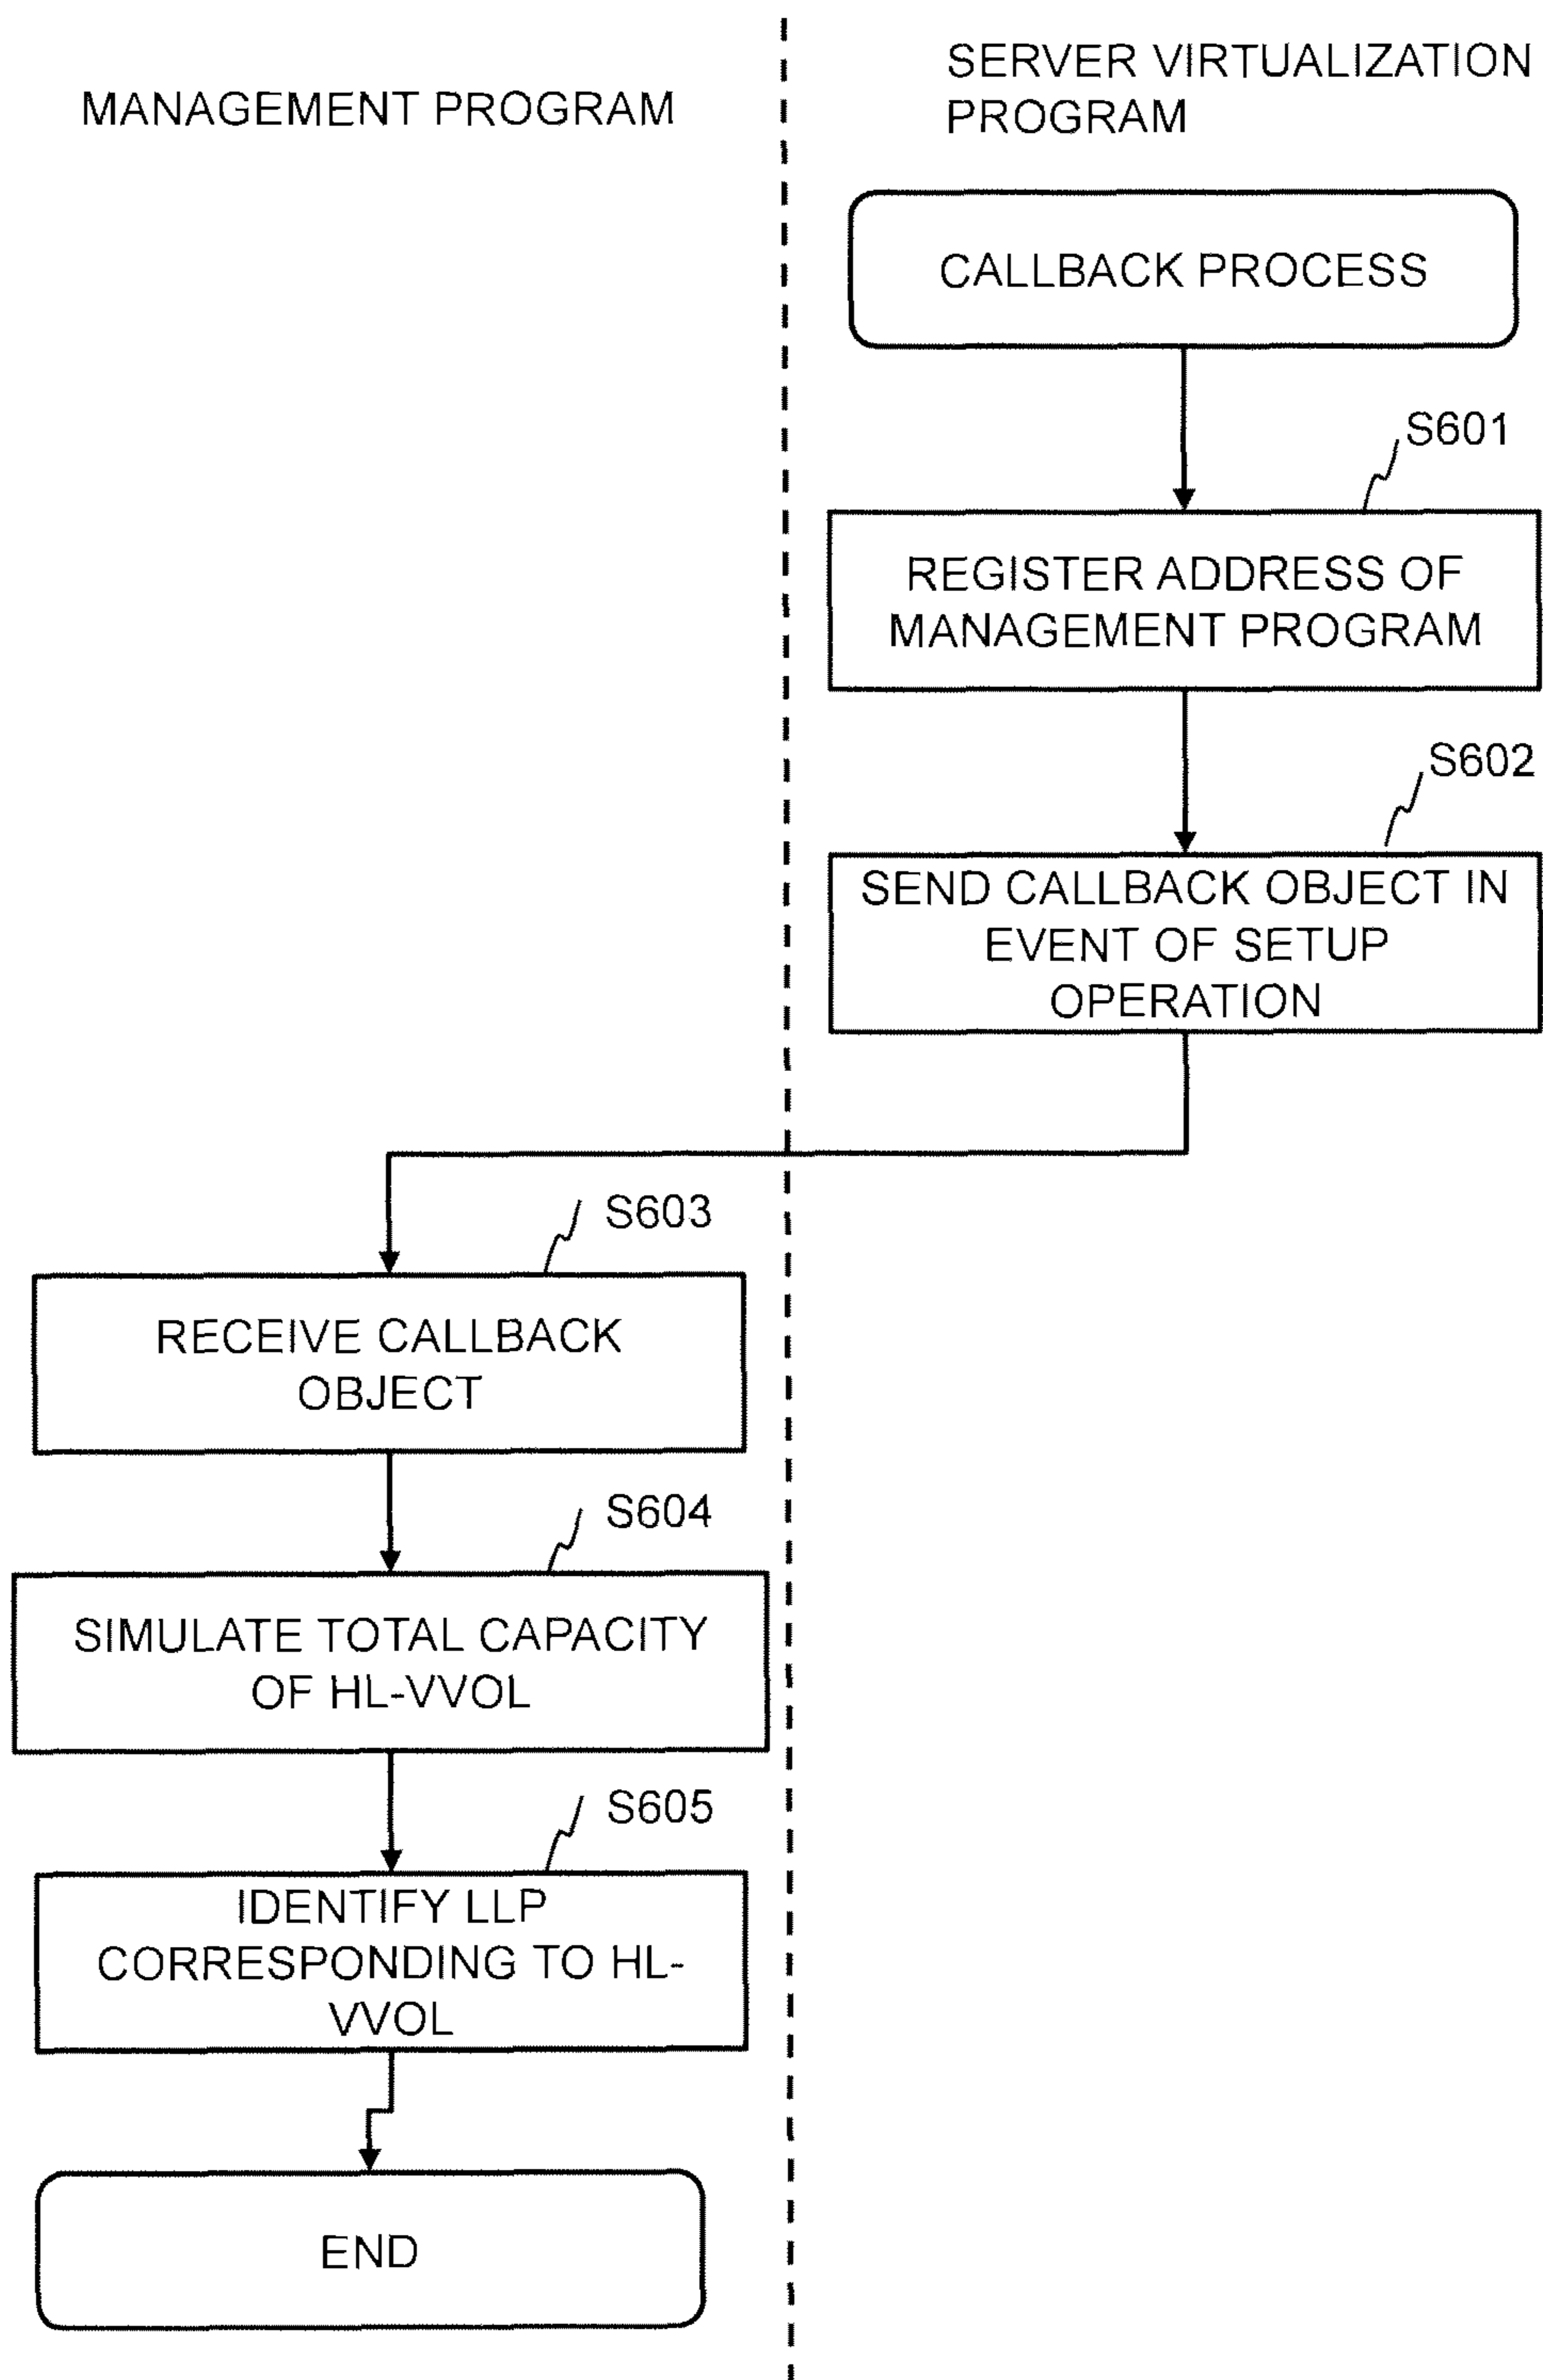 MANAGEMENT PROGRAM
SERVER VIRTUALIZATION
PROGRAM
CALLBACK PROCESS
S601
REGISTER ADDRESS OF
MANAGEMENT PROGRAM
S602
SEND CALLBACK OBJECT IN
EVENT OF SETUP
OPERATION
S603
RECEIVE CALLBACK
OBJECT
S604
SIMULATE TOTAL CAPACITY
OF HL-VVOL
S605
IDENTIFY LLP
CORRESPONDING TO HL-
VVOL
END